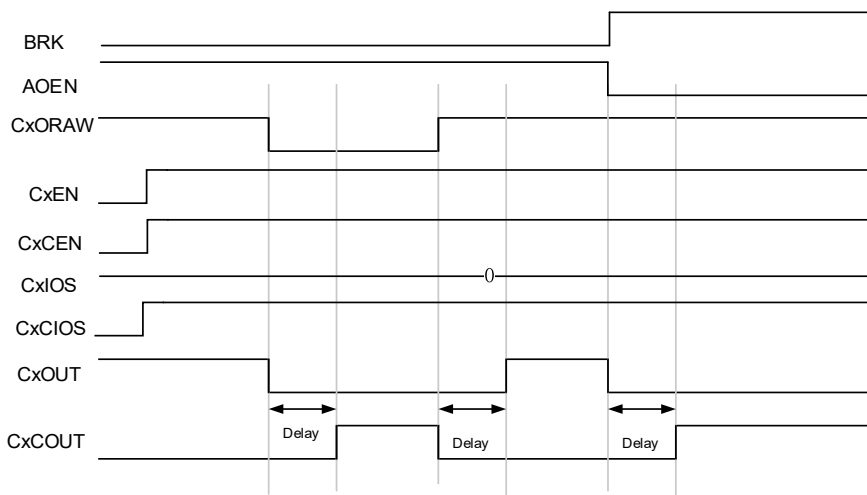 BRK
AOEN
CxORAW
CxEN
CxCEN
CxIOS
0
CxCIOS
CxOUT
Delay
Delay
Delay
CxCOUT